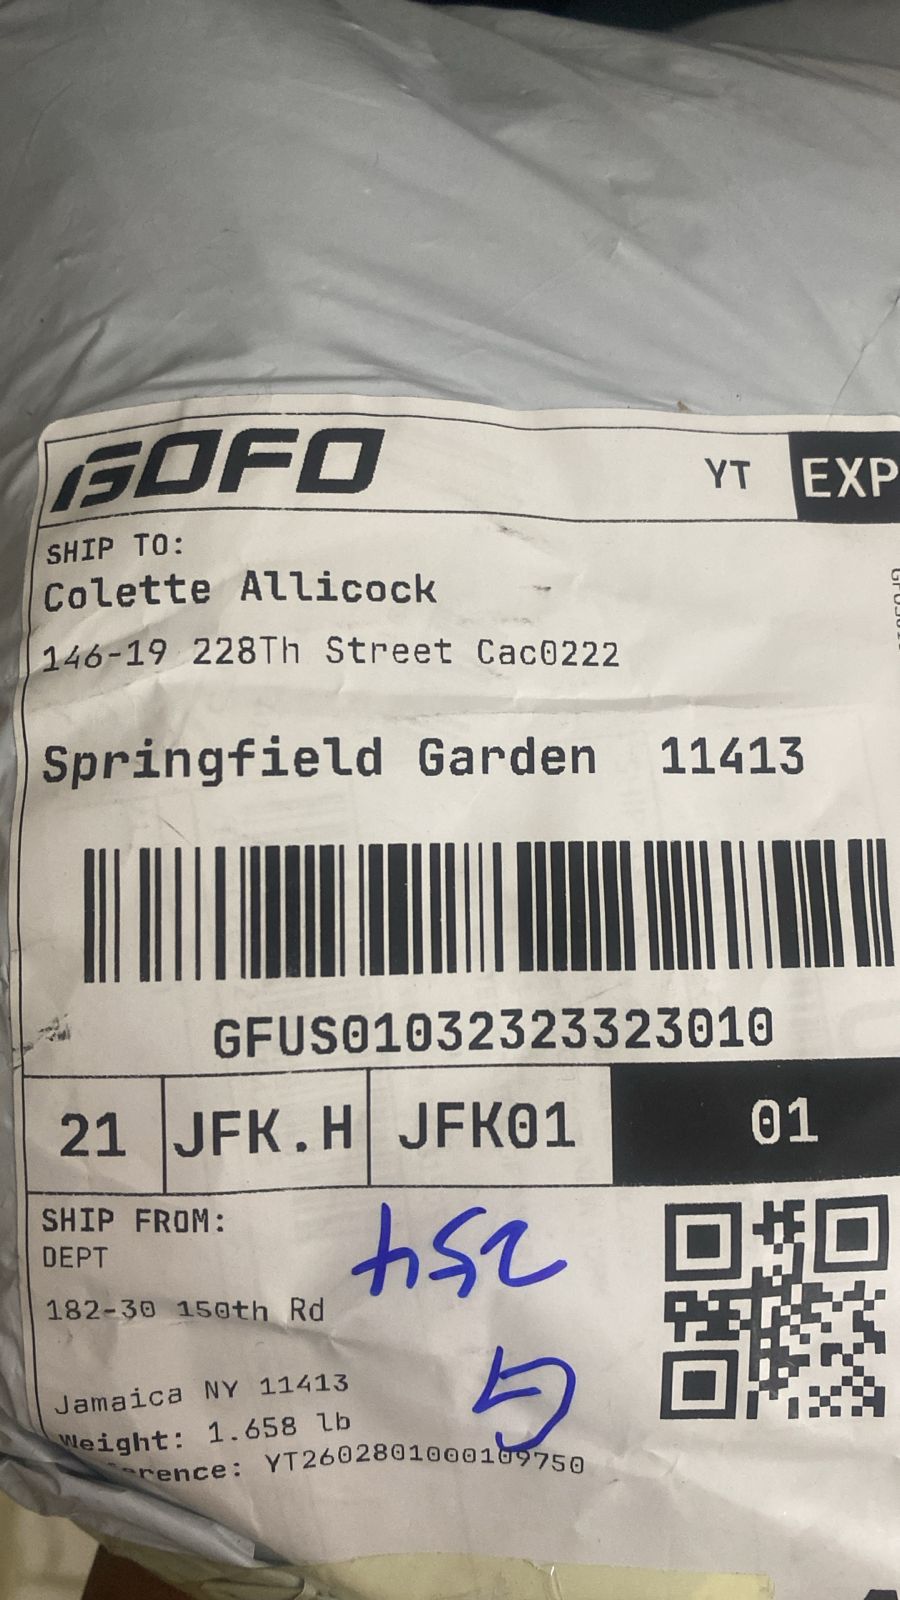 GOFO YT EXP
SHIP TO:
Colette Allicock
146-19 228Th Street Cac0222
Springfield Garden 11413
GFUS01032323323010
21 JFK.H JFK01 01
SHIP FROM:
DEPT
254
182-30 150th Rd
Jamaica NY 11413
Weight: 1.658 lb
YT2602801000109750